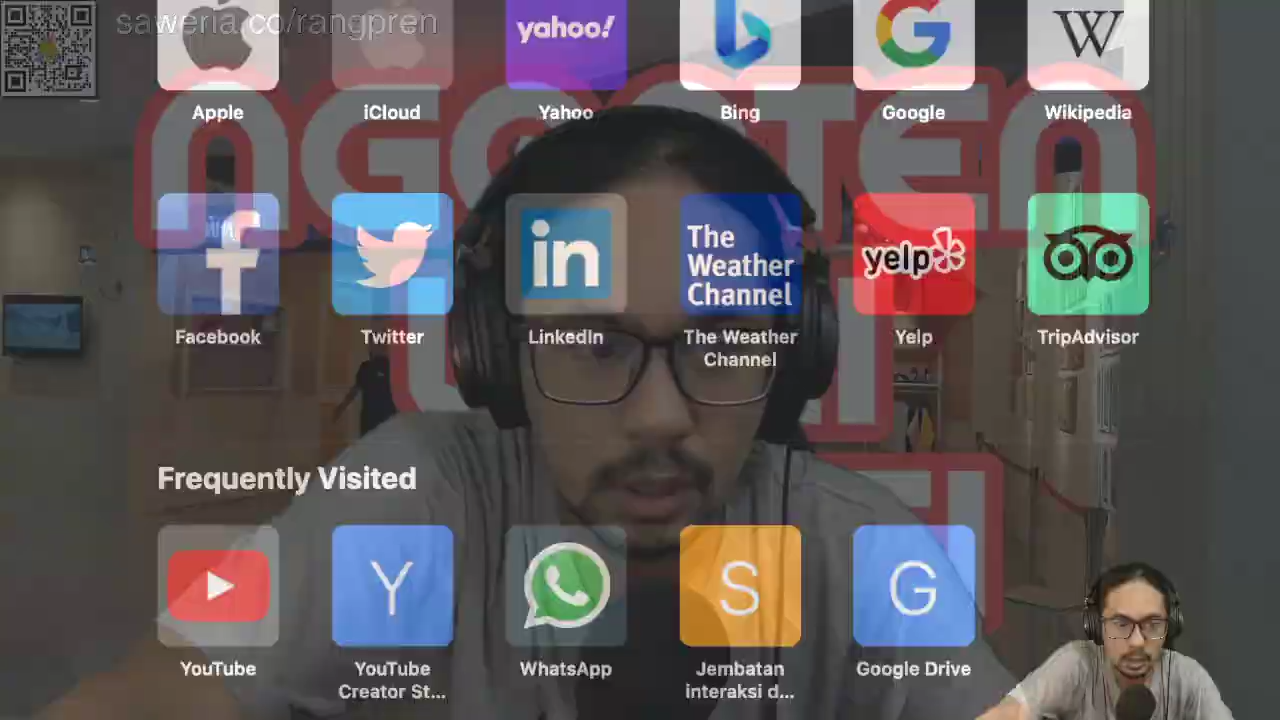 saweria.co/rangpren
yahoo!
Apple
iCloud
Yahoo
Bing
Google
Wikipedia
in
The
Weather
Channel
yelp
Facebook
Twitter
LinkedIn
The Weather
Channel
Yelp
TripAdvisor
Frequently Visited
Y
S
G
YouTube
YouTube
Creator St...
WhatsApp
Jembatan
interaksi d...
Google Drive